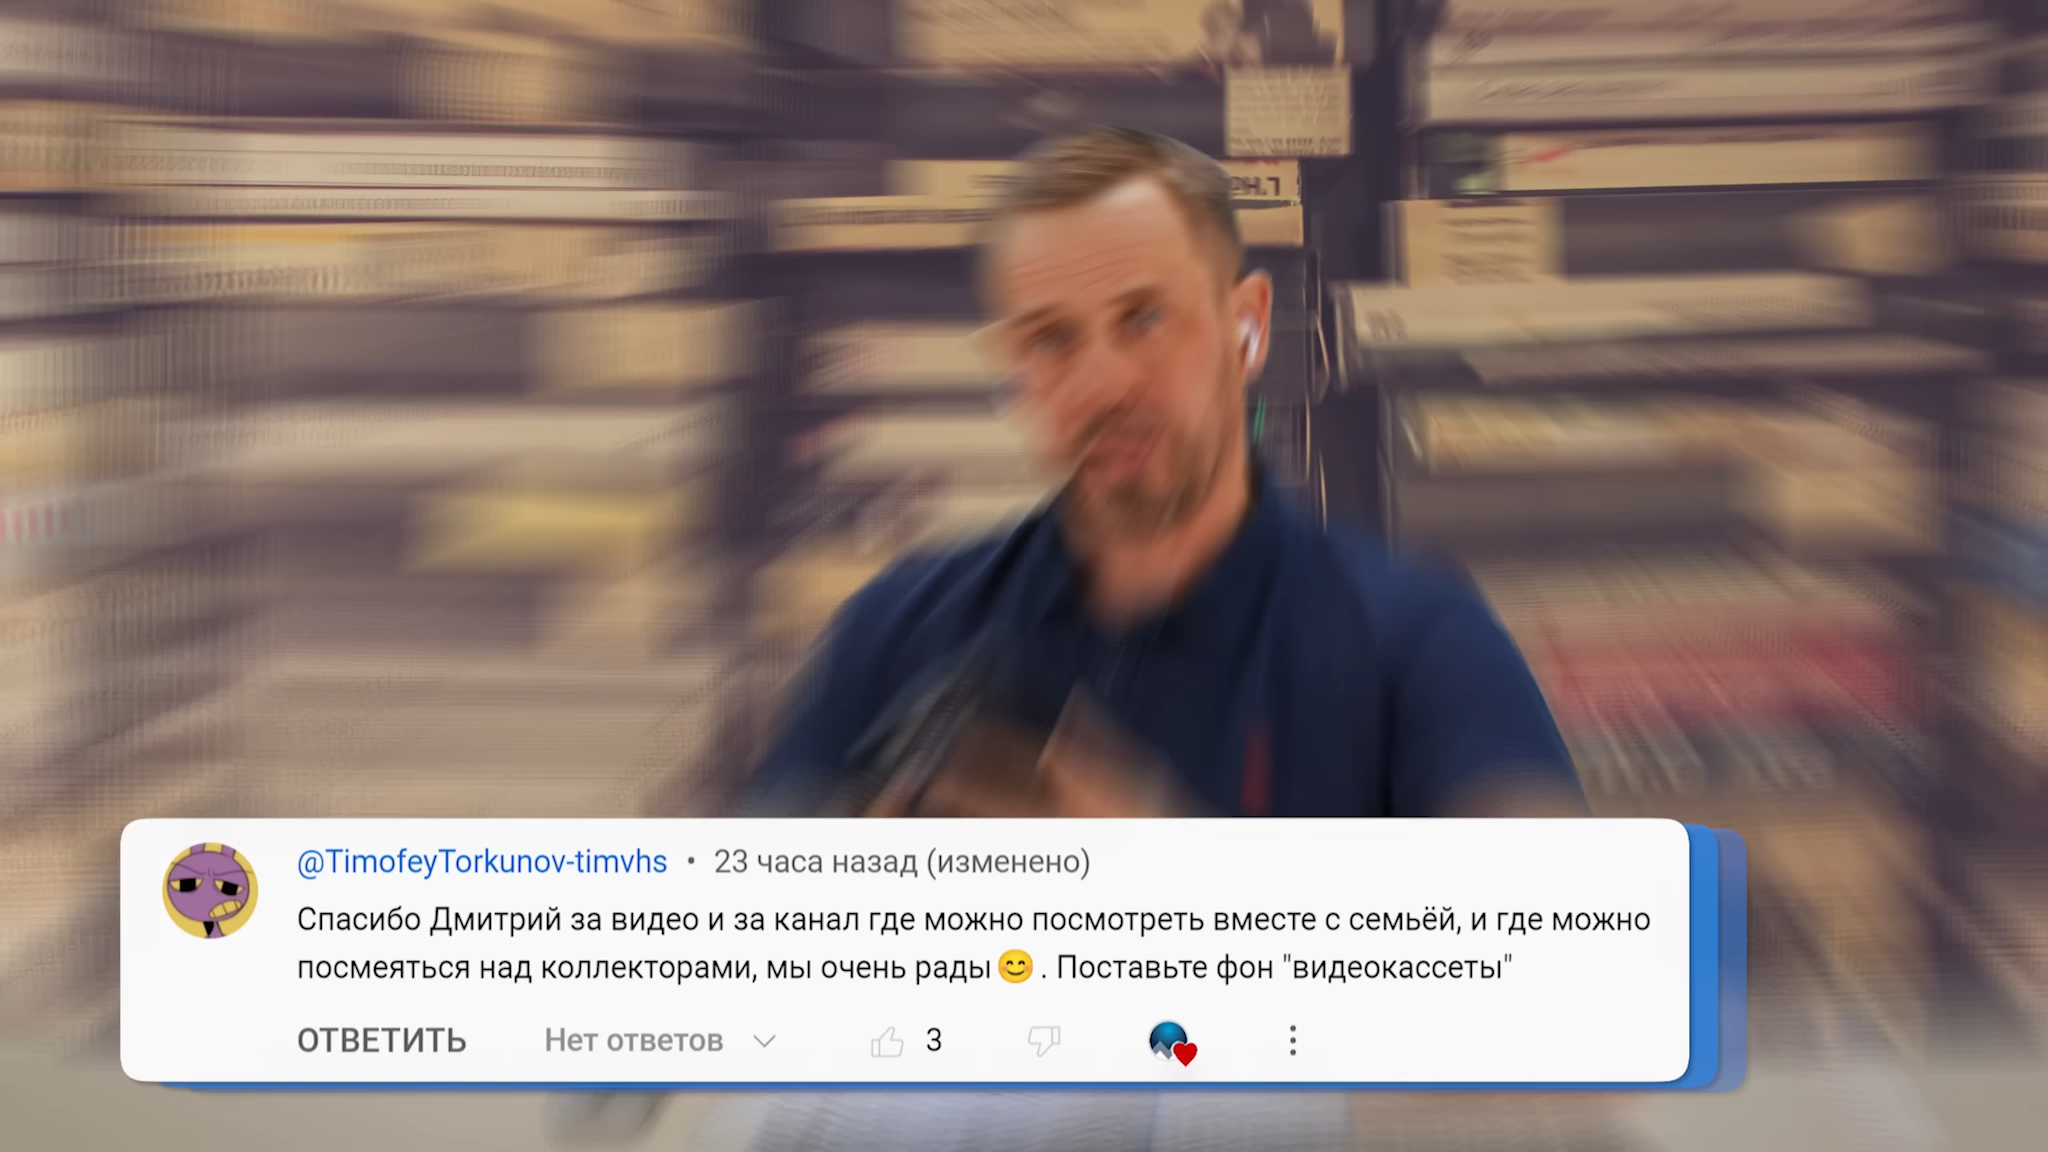 @TimofeyTorkunov-timvhs • 23 часа назад (изменено)
Спасибо Дмитрий за видео и за канал где можно посмотреть вместе с семьёй, и где можно
посмеяться над коллекторами, мы очень рады😊. Поставьте фон "видеокассеты"
ОТВЕТИТЬ Нет ответов 3